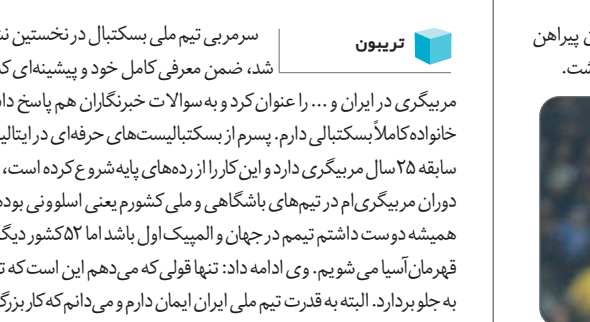 ن پیراهن
شت.
تریبون
سرمربی تیم ملی بسکتبال در نخستین نش
شد، ضمن معرفی کامل خود و پیشینه‌ای که
مربیگری در ایران و ... را عنوان کرد و به سوالات خبرنگاران هم پاسخ دا
خانواده کاملاً بسکتبالی دارم. پسرم از بسکتبالیست‌های حرفه‌ای در ایتالی
سابقه ۲۵ سال مربیگری دارد و این کار را از رده‌های پایه شروع کرده است،
دوران مربیگری‌ام در تیم‌های باشگاهی و ملی کشورم یعنی اسلوونی بوده
همیشه دوست داشتم تیمم در جهان و المپیک اول باشد اما ۵۲ کشور دیگ
قهرمان آسیا می شویم. وی ادامه داد: تنها قولی که می‌دهم این است که ت
به جلو بردارد. البته به قدرت تیم ملی ایران ایمان دارم و می‌دانم که کار بزرگ